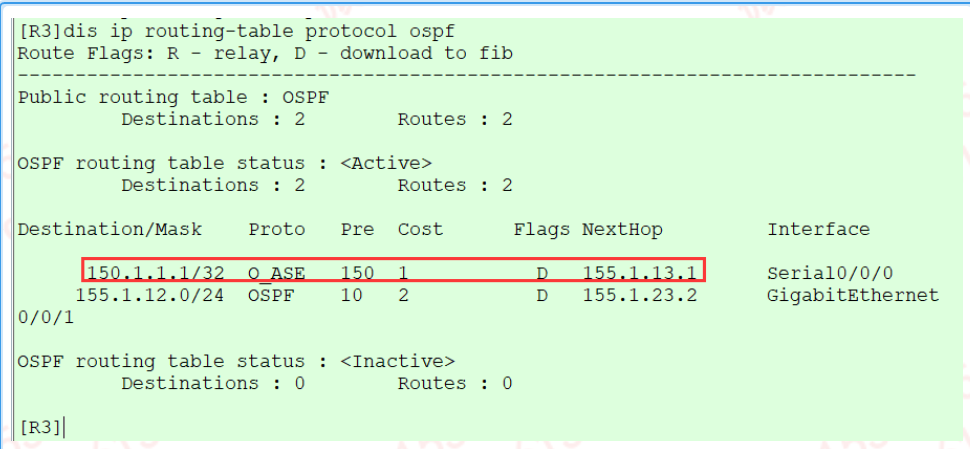 [R3]dis ip routing-table protocol ospf
Route Flags: R - relay, D - download to fib
------------------------------------------------------------------------------
Public routing table : OSPF
         Destinations : 2        Routes : 2
OSPF routing table status : <Active>
         Destinations : 2        Routes : 2
Destination/Mask    Proto   Pre  Cost      Flags NextHop         Interface
      150.1.1.1/32  O_ASE   150  1           D   155.1.13.1      Serial0/0/0
     155.1.12.0/24  OSPF    10   2           D   155.1.23.2      GigabitEthernet
0/0/1
OSPF routing table status : <Inactive>
         Destinations : 0        Routes : 0
[R3]